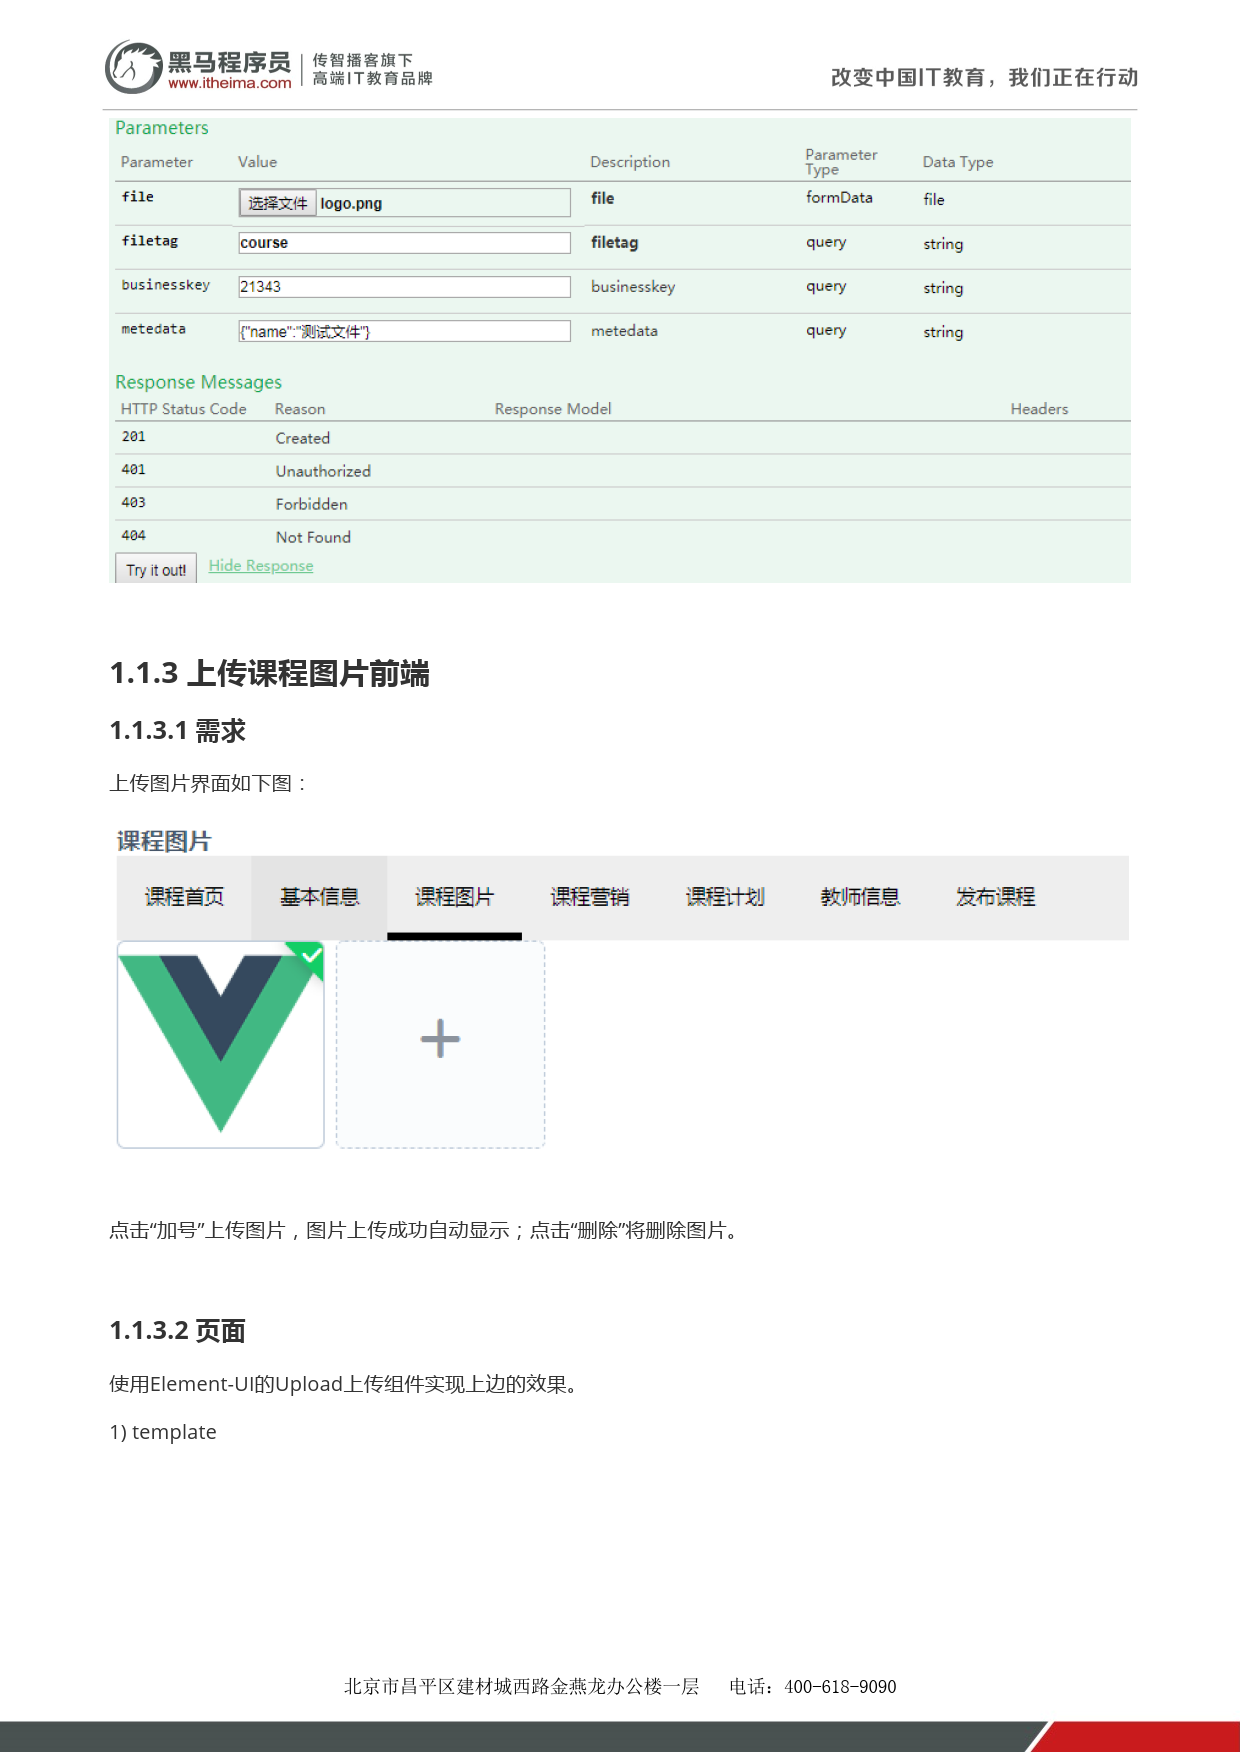 黑马程序员 传智播客旗下
www.itheima.com 高端IT教育品牌
改变中国IT教育，我们正在行动
Parameters
Parameter Value Description Parameter Type Data Type
file 选择文件 logo.png file formData file
filetag course filetag query string
businesskey 21343 businesskey query string
metedata {"name":"测试文件"} metedata query string
Response Messages
HTTP Status Code Reason Response Model Headers
201 Created
401 Unauthorized
403 Forbidden
404 Not Found
Try it out! Hide Response
1.1.3 上传课程图片前端
1.1.3.1 需求
上传图片界面如下图：
课程图片
课程首页 基本信息 课程图片 课程营销 课程计划 教师信息 发布课程
点击“加号”上传图片，图片上传成功自动显示；点击“删除”将删除图片。
1.1.3.2 页面
使用Element-UI的Upload上传组件实现上边的效果。
1) template
北京市昌平区建材城西路金燕龙办公楼一层 电话：400-618-9090